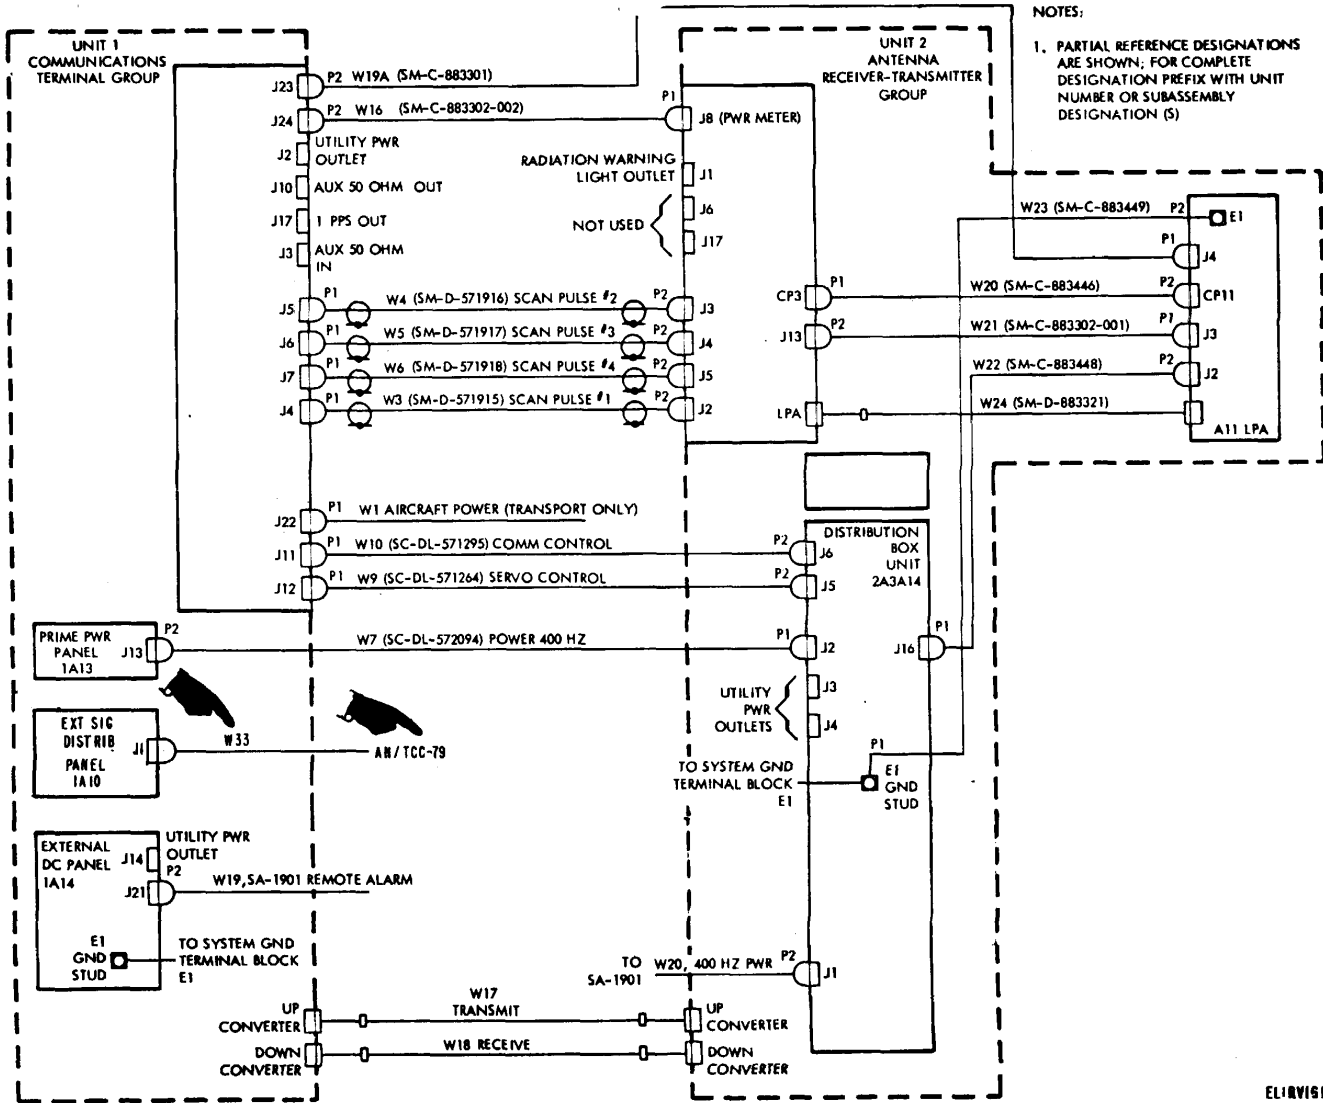 NOTES;
1. PARTIAL REFERENCE DESIGNATIONS
ARE SHOWN; FOR COMPLETE
DESIGNATION PREFIX WITH UNIT
NUMBER OR SUBASSEMBLY
DESIGNATION (S)
UNIT 1
COMMUNICATIONS
TERMINAL GROUP
UNIT 2
ANTENNA
RECEIVER-TRANSMITTER
GROUP
J23 P2 W19A (SM-C-883301)
J24 P2 W16 (SM-C-883302-002) P1 J8 (PWR METER)
J2 UTILITY PWR
OUTLET
J10 AUX 50 OHM OUT
J17 1 PPS OUT
J3 AUX 50 OHM
IN
RADIATION WARNING
LIGHT OUTLET J1
NOT USED J6
J17
J5 P1 W4 (SM-D-571916) SCAN PULSE #2 P2 J3
J6 P1 W5 (SM-D-571917) SCAN PULSE #3 P2 J4
J7 P1 W6 (SM-D-571918) SCAN PULSE #4 P2 J5
J4 P1 W3 (SM-D-571915) SCAN PULSE #1 P2 J2
W23 (SM-C-883449) P2 E1
P1 J4
CP3 P1 W20 (SM-C-883446) P2 CP11
J13 P2 W21 (SM-C-883302-001) P1 J3
W22 (SM-C-883448) P2 J2
LPA W24 (SM-D-883321)
A11 LPA
J22 P1 W1 AIRCRAFT POWER (TRANSPORT ONLY)
J11 P1 W10 (SC-DL-571295) COMM CONTROL P2 J6
J12 P1 W9 (SC-DL-571264) SERVO CONTROL P2 J5
DISTRIBUTION
BOX
UNIT
2A3A14
PRIME PWR
PANEL
1A13
J13 P2 W7 (SC-DL-572094) POWER 400 HZ P1 J2
J16 P1
UTILITY
PWR
OUTLETS
J3
J4
EXT SIG
DISTRIB
PANEL
1A10
J1 W33 AN/TCC-79
P1
TO SYSTEM GND
TERMINAL BLOCK
E1
E1
GND
STUD
EXTERNAL
DC PANEL
1A14
J14 UTILITY PWR
OUTLET
J21 P2 W19,SA-1901 REMOTE ALARM
E1
GND
STUD
TO SYSTEM GND
TERMINAL BLOCK
E1
TO
SA-1901
W20, 400 HZ PWR P2 J1
UP
CONVERTER
W17
TRANSMIT
UP
CONVERTER
DOWN
CONVERTER
W18 RECEIVE
DOWN
CONVERTER